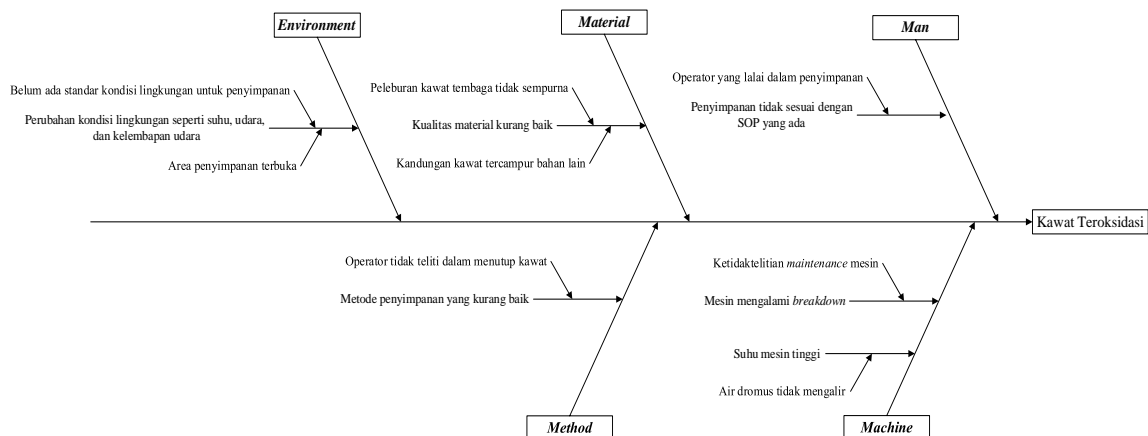 Environment
Material
Man
Belum ada standar kondisi lingkungan untuk penyimpanan
Perubahan kondisi lingkungan seperti suhu, udara,
dan kelembapan udara
Area penyimpanan terbuka
Peleburan kawat tembaga tidak sempurna
Kualitas material kurang baik
Kandungan kawat tercampur bahan lain
Operator yang lalai dalam penyimpanan
Penyimpanan tidak sesuai dengan
SOP yang ada
Kawat Teroksidasi
Operator tidak teliti dalam menutup kawat
Metode penyimpanan yang kurang baik
Ketidaktelitian maintenance mesin
Mesin mengalami breakdown
Suhu mesin tinggi
Air dromus tidak mengalir
Method
Machine